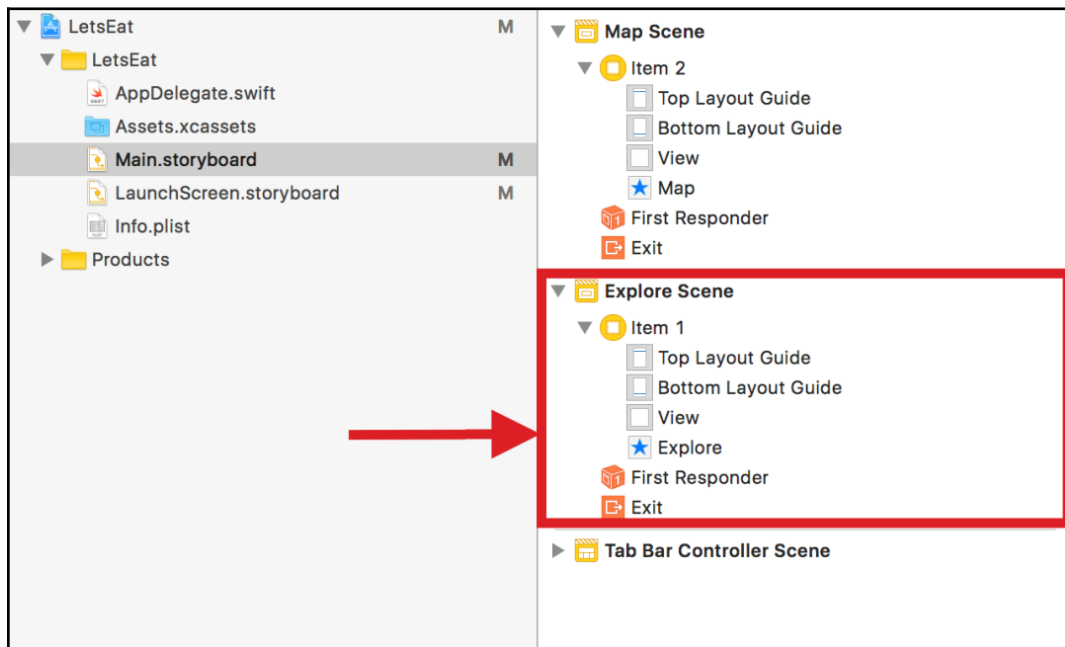 LetsEat M
LetsEat
AppDelegate.swift
Assets.xcassets
Main.storyboard M
LaunchScreen.storyboard M
Info.plist
Products
Map Scene
Item 2
Top Layout Guide
Bottom Layout Guide
View
Map
First Responder
Exit
Explore Scene
Item 1
Top Layout Guide
Bottom Layout Guide
View
Explore
First Responder
Exit
Tab Bar Controller Scene